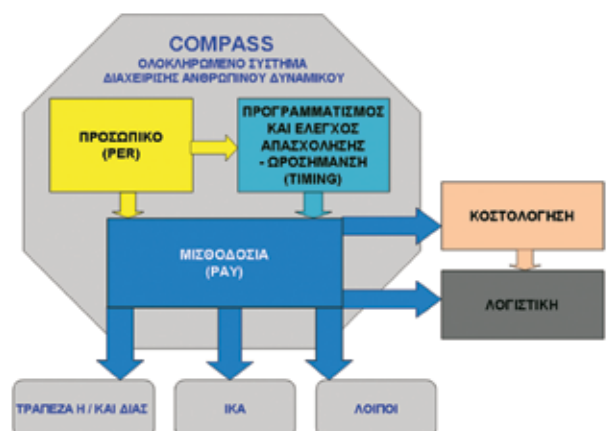 COMPASS
ΟΛΟΚΛΗΡΩΜΕΝΟ ΣΥΣΤΗΜΑ
ΔΙΑΧΕΙΡΙΣΗΣ ΑΝΘΡΩΠΙΝΟΥ ΔΥΝΑΜΙΚΟΥ
ΠΡΟΣΩΠΙΚΟ
(PER)
ΠΡΟΓΡΑΜΜΑΤΙΣΜΟΣ
ΚΑΙ ΕΛΕΓΧΟΣ
ΑΠΑΣΧΟΛΗΣΗΣ
- ΩΡΟΣΗΜΑΝΣΗ
(TIMING)
ΜΙΣΘΟΔΟΣΙΑ
(PAY)
ΚΟΣΤΟΛΟΓΗΣΗ
ΛΟΓΙΣΤΙΚΗ
ΤΡΑΠΕΖΑ Η / ΚΑΙ ΔΙΑΣ
ΙΚΑ
ΛΟΙΠΟΙ